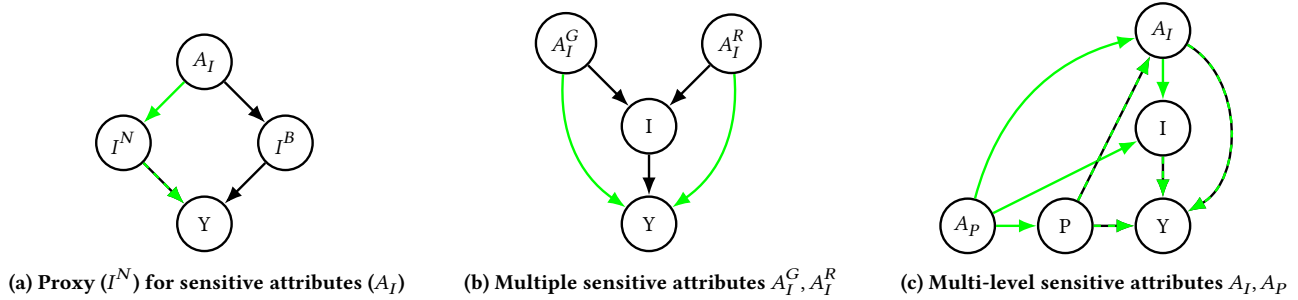 A_I
I^N
I^B
Y
(a) Proxy (I^N) for sensitive attributes (A_I)
A_I^G
A_I^R
I
Y
(b) Multiple sensitive attributes A_I^G, A_I^R
A_I
I
A_P
P
Y
(c) Multi-level sensitive attributes A_I, A_P